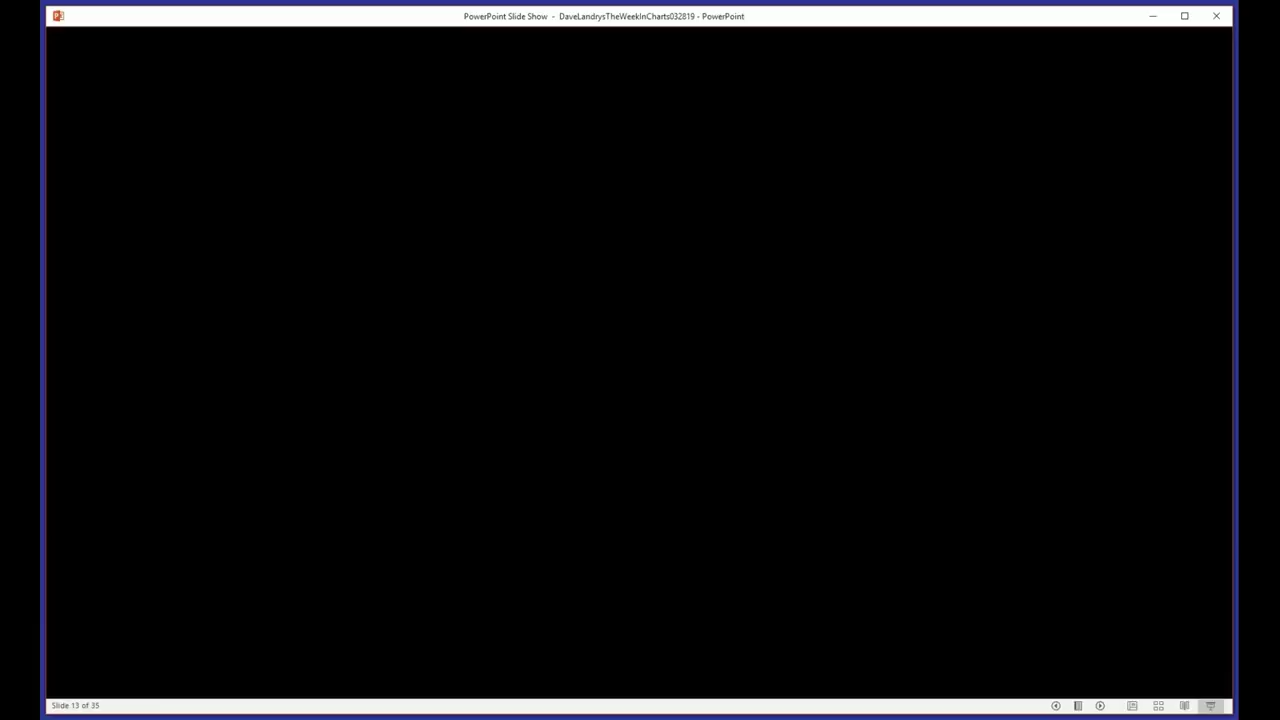 PowerPoint Slide Show - DaveLandrysTheWeekInCharts032819 - PowerPoint
Slide 13 of 35